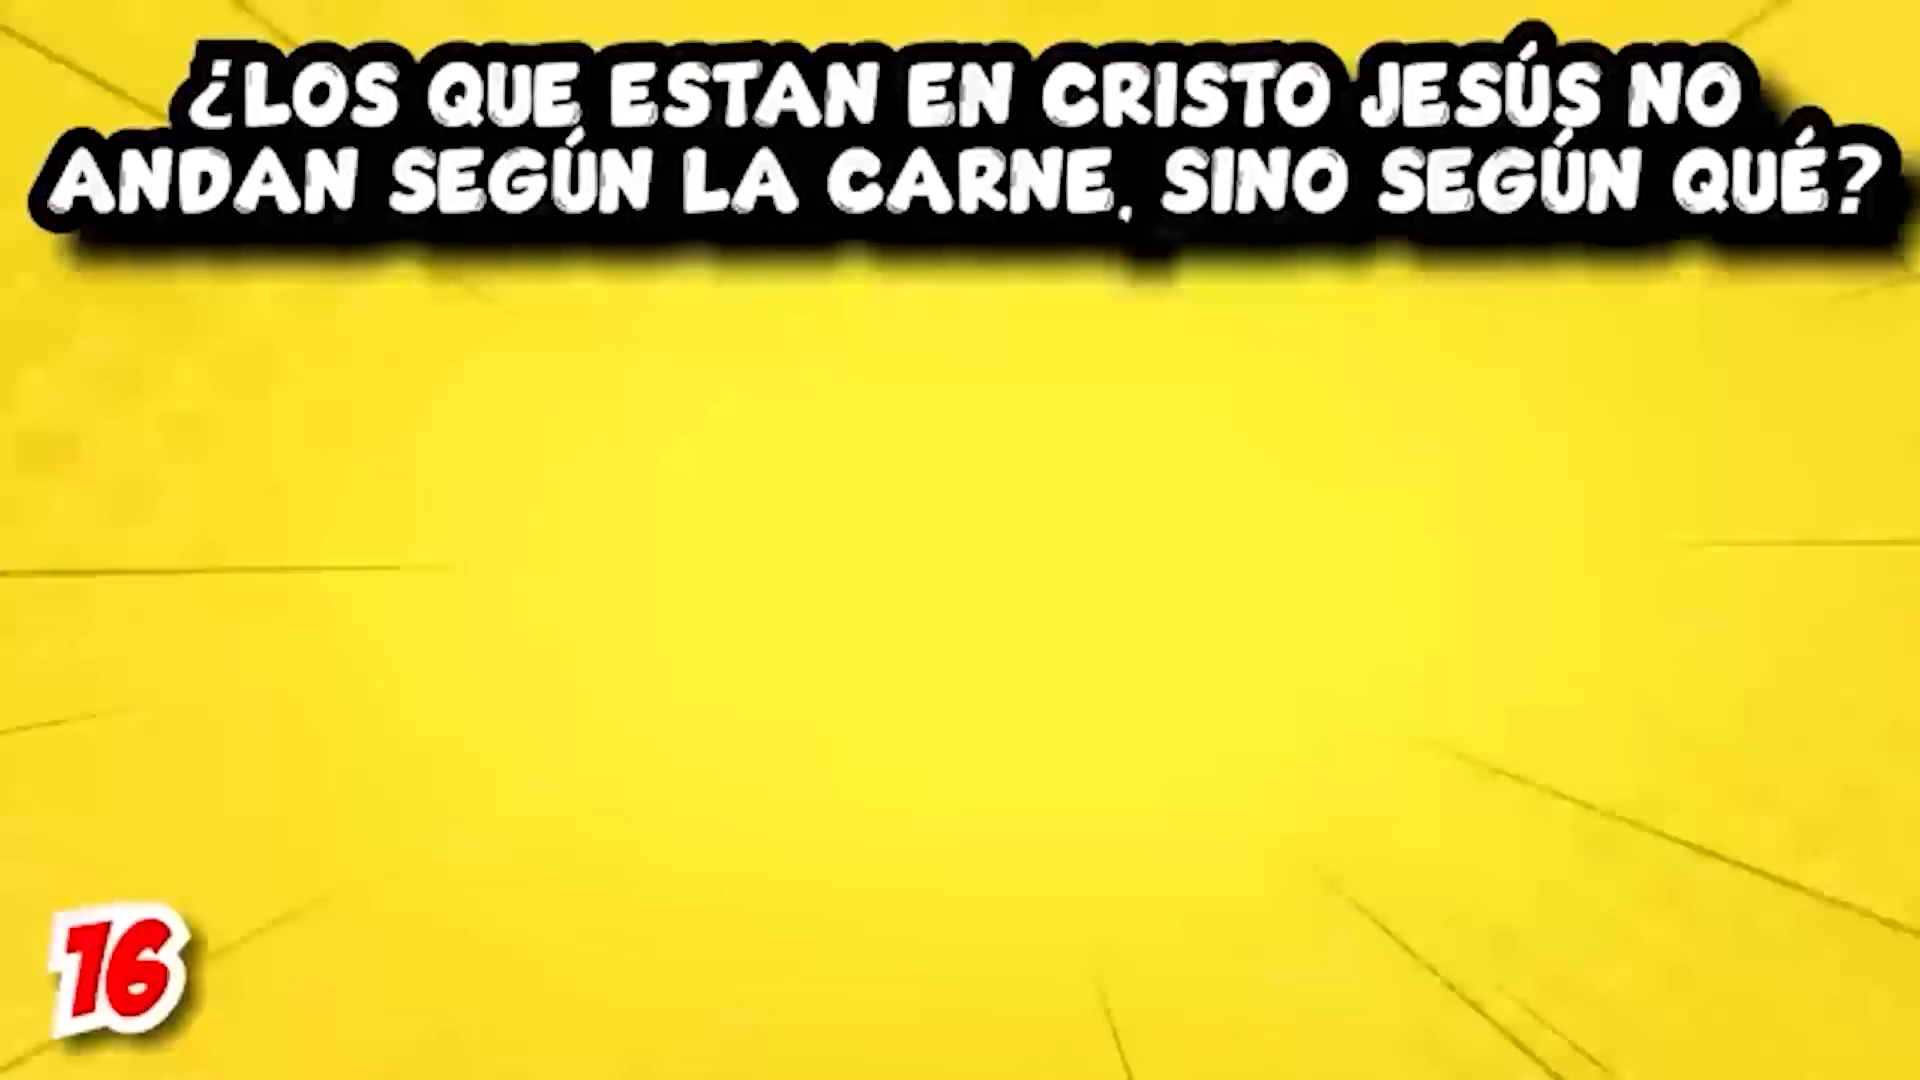 ¿LOS QUE ESTAN EN CRISTO JESÚS NO
ANDAN SEGÚN LA CARNE, SINO SEGÚN QUÉ?
16